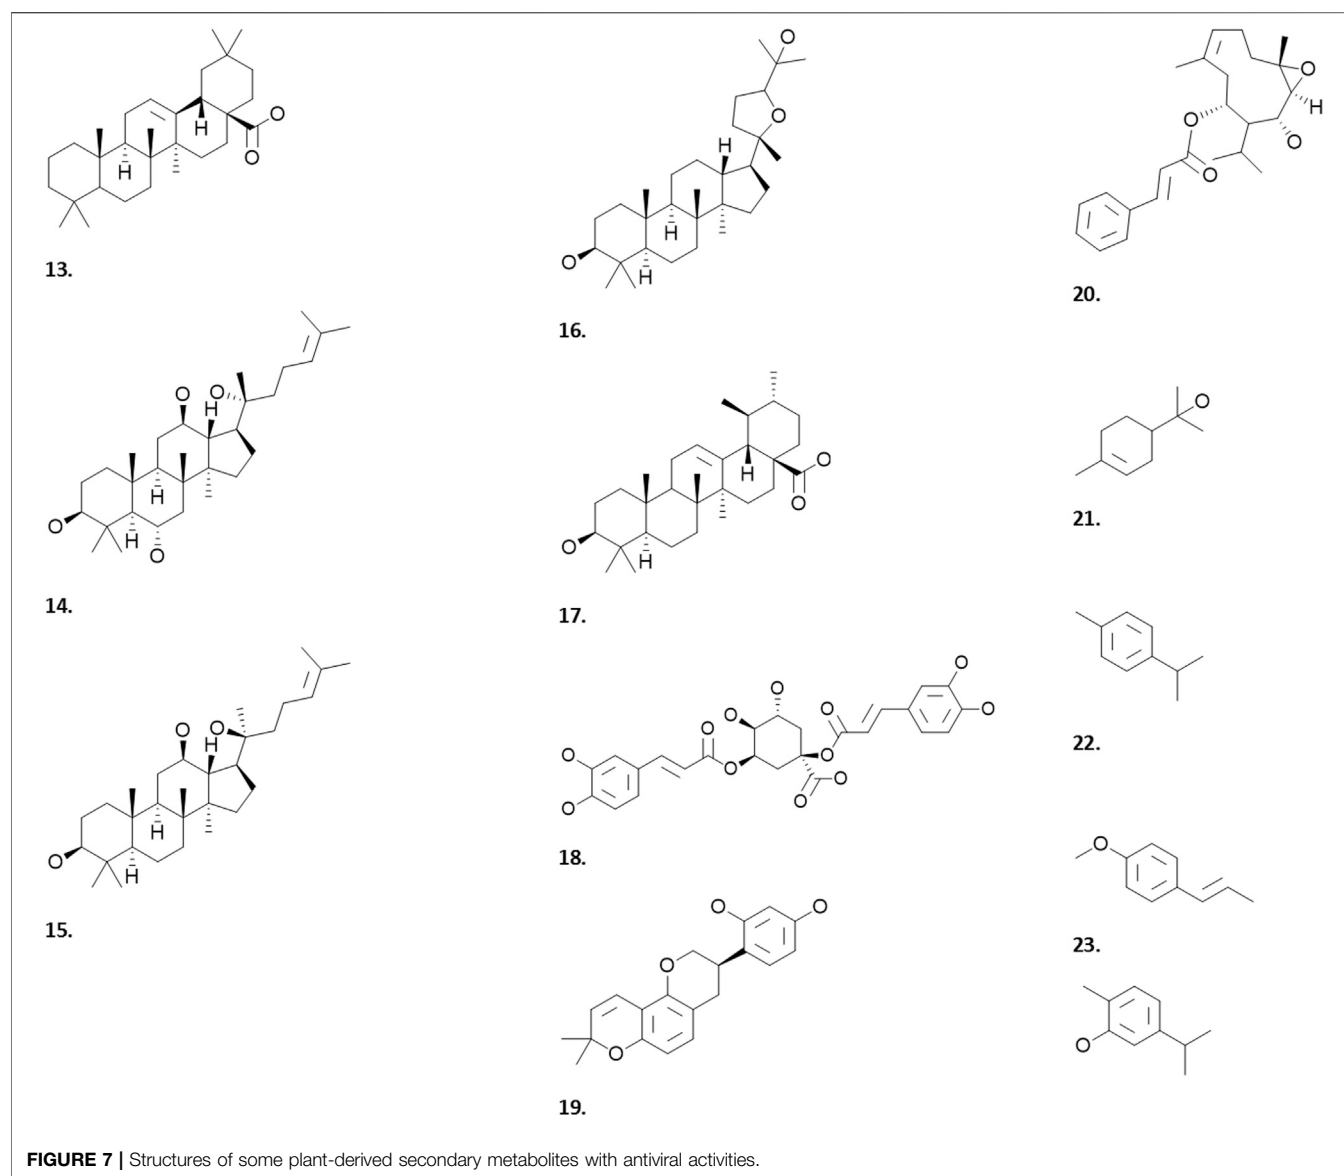 O
O
H
13.
O
O
H
O
H
O
H
O
14.
O
O
H
H
O
H
15.
O
O
H
H
O
H
16.
O
H
O
O
H
17.
O
O
O
O
O
O
O
O
O
O
O
O
18.
O
O
O
O
19.
O
H
O
O
O
20.
O
21.
22.
O
23.
O
FIGURE 7 | Structures of some plant-derived secondary metabolites with antiviral activities.